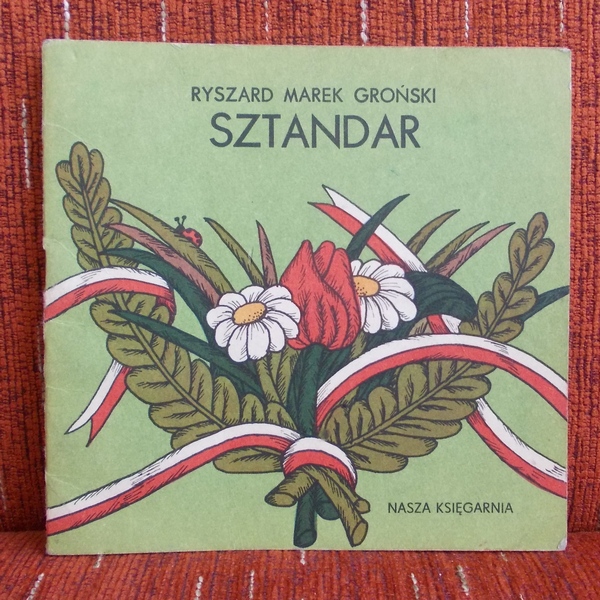 RYSZARD MAREK GROŃSKI
SZTANDAR
NASZA KSIĘGARNIA